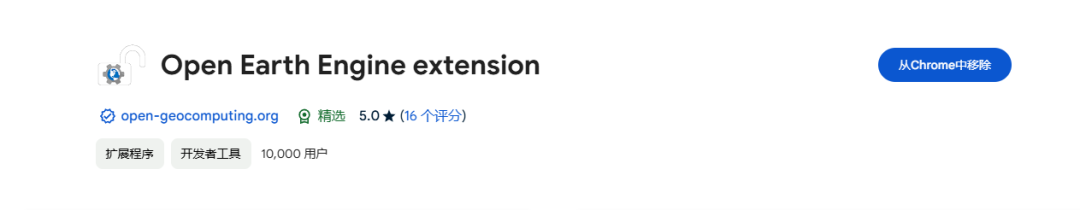 Open Earth Engine extension
从Chrome中移除
open-geocomputing.org 精选 5.0 ★ (16 个评分)
扩展程序 开发者工具 10,000 用户